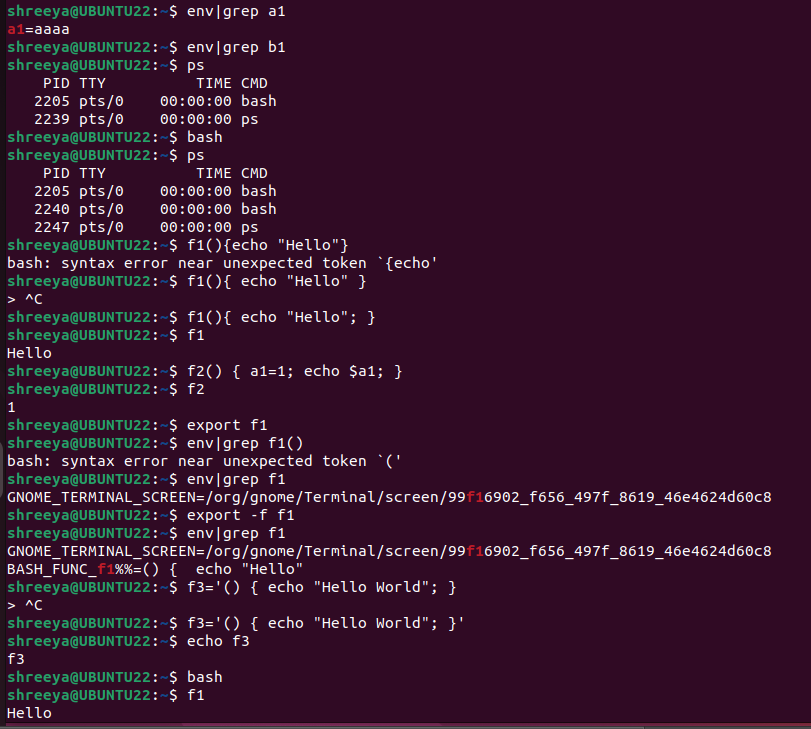 shreeya@UBUNTU22:~$ env|grep a1
a1=aaaa
shreeya@UBUNTU22:~$ env|grep b1
shreeya@UBUNTU22:~$ ps
    PID TTY          TIME CMD
   2205 pts/0    00:00:00 bash
   2239 pts/0    00:00:00 ps
shreeya@UBUNTU22:~$ bash
shreeya@UBUNTU22:~$ ps
    PID TTY          TIME CMD
   2205 pts/0    00:00:00 bash
   2240 pts/0    00:00:00 bash
   2247 pts/0    00:00:00 ps
shreeya@UBUNTU22:~$ f1(){echo "Hello"}
bash: syntax error near unexpected token `{echo'
shreeya@UBUNTU22:~$ f1(){ echo "Hello" }
> ^C
shreeya@UBUNTU22:~$ f1(){ echo "Hello"; }
shreeya@UBUNTU22:~$ f1
Hello
shreeya@UBUNTU22:~$ f2() { a1=1; echo $a1; }
shreeya@UBUNTU22:~$ f2
1
shreeya@UBUNTU22:~$ export f1
shreeya@UBUNTU22:~$ env|grep f1()
bash: syntax error near unexpected token `('
shreeya@UBUNTU22:~$ env|grep f1
GNOME_TERMINAL_SCREEN=/org/gnome/Terminal/screen/99f16902_f656_497f_8619_46e4624d60c8
shreeya@UBUNTU22:~$ export -f f1
shreeya@UBUNTU22:~$ env|grep f1
GNOME_TERMINAL_SCREEN=/org/gnome/Terminal/screen/99f16902_f656_497f_8619_46e4624d60c8
BASH_FUNC_f1%%=() {  echo "Hello"
shreeya@UBUNTU22:~$ f3='() { echo "Hello World"; }
> ^C
shreeya@UBUNTU22:~$ f3='() { echo "Hello World"; }'
shreeya@UBUNTU22:~$ echo f3
f3
shreeya@UBUNTU22:~$ bash
shreeya@UBUNTU22:~$ f1
Hello